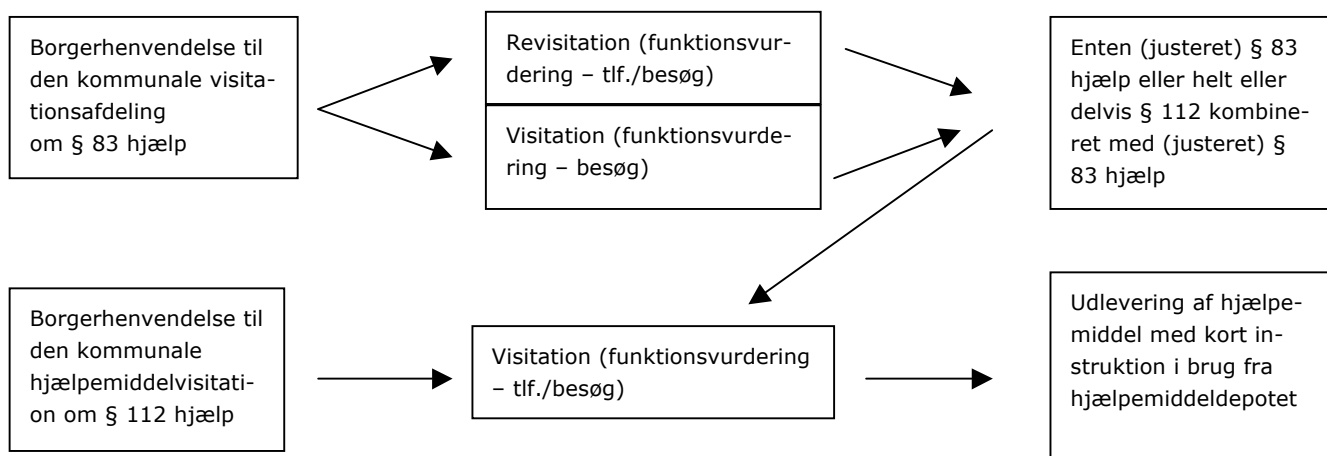 Borgerhenvendelse til
den kommunale visita-
tionsafdeling
om § 83 hjælp
Revisitation (funktionsvur-
dering – tlf./besøg)
Visitation (funktionsvurde-
ring – besøg)
Enten (justeret) § 83
hjælp eller helt eller
delvis § 112 kombine-
ret med (justeret) §
83 hjælp
Borgerhenvendelse til
den kommunale
hjælpemiddelvisitati-
on om § 112 hjælp
Visitation (funktionsvurdering
– tlf./besøg)
Udlevering af hjælpe-
middel med kort in-
struktion i brug fra
hjælpemiddeldepotet